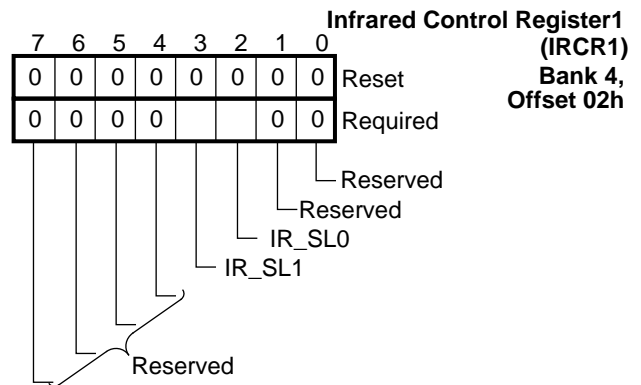 Infrared Control Register1
(IRCR1)
Bank 4,
Offset 02h
7 6 5 4 3 2 1 0
0 0 0 0 0 0 0 0 Reset
0 0 0 0 0 0 Required
Reserved
Reserved
IR_SL0
IR_SL1
Reserved